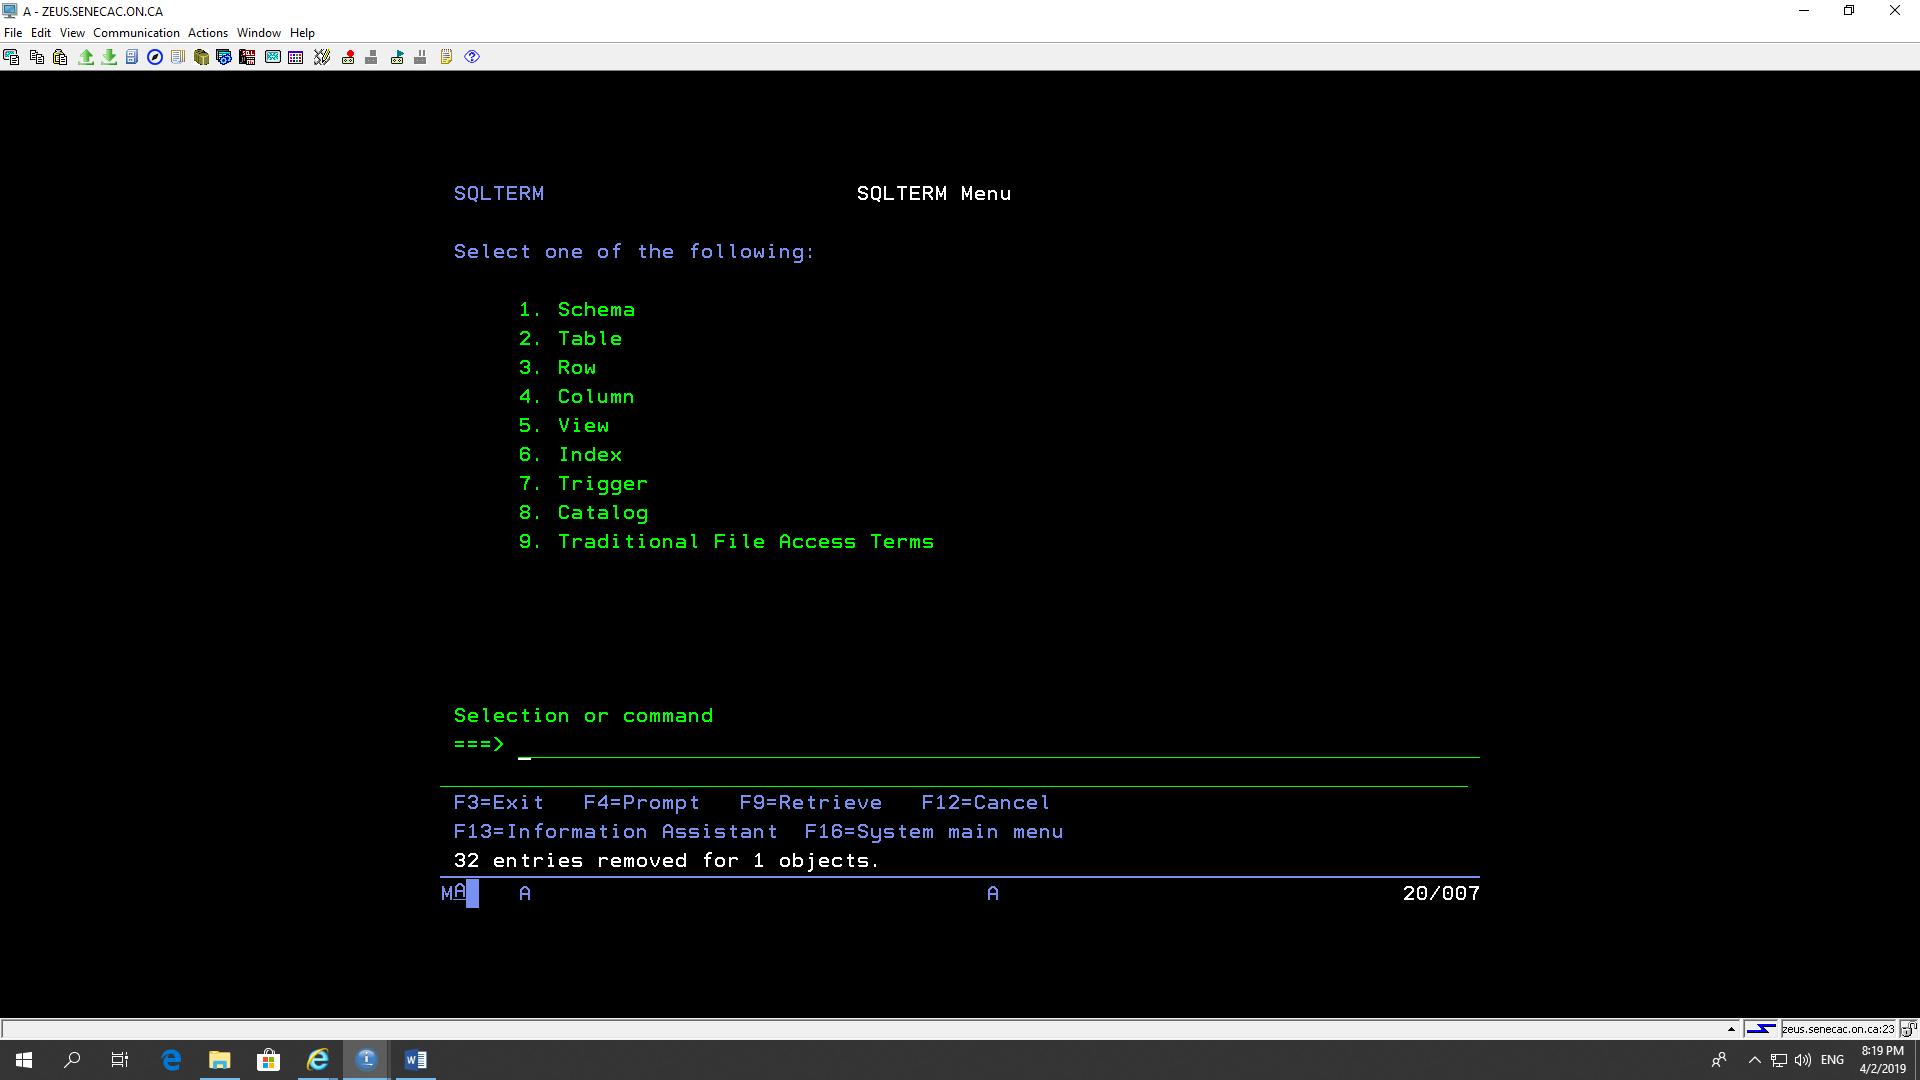 A - ZEUS.SENECAC.ON.CA
File Edit View Communication Actions Window Help
SQLTERM SQLTERM Menu
Select one of the following:
1. Schema
2. Table
3. Row
4. Column
5. View
6. Index
7. Trigger
8. Catalog
9. Traditional File Access Terms
Selection or command
===>
F3=Exit F4=Prompt F9=Retrieve F12=Cancel
F13=Information Assistant F16=System main menu
32 entries removed for 1 objects.
MA A A 20/007
zeus.senecac.on.ca:23
ENG 8:19 PM
4/2/2019